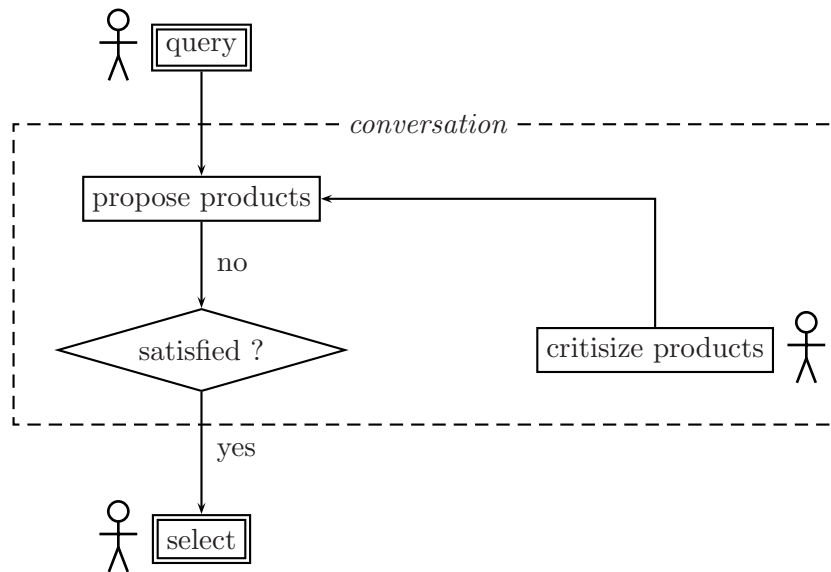 query
conversation
propose products
no
satisfied ?
critisize products
yes
select